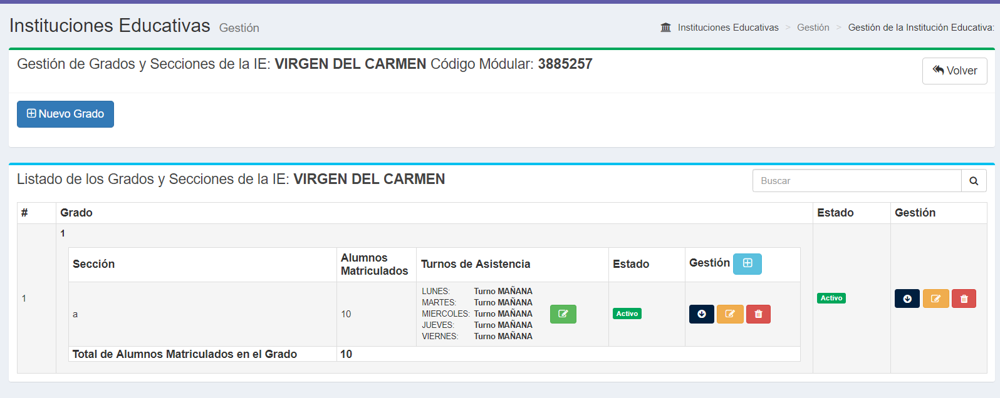 Instituciones Educativas Gestión
Instituciones Educativas > Gestión > Gestión de la Institución Educativa:
Gestión de Grados y Secciones de la IE: VIRGEN DEL CARMEN Código Módular: 3885257
Volver
Nuevo Grado
Listado de los Grados y Secciones de la IE: VIRGEN DEL CARMEN
Buscar
# Grado Estado Gestión
1
Sección Alumnos Matriculados Turnos de Asistencia Estado Gestión
LUNES: Turno MAÑANA
MARTES: Turno MAÑANA
1 a 10 MIERCOLES: Turno MAÑANA Activo Activo
JUEVES: Turno MAÑANA
VIERNES: Turno MAÑANA
Total de Alumnos Matriculados en el Grado 10